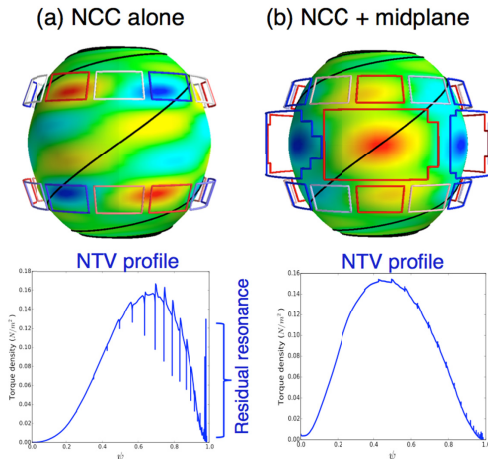 (a) NCC alone
(b) NCC + midplane
NTV profile
NTV profile
0.18
0.16
0.14
0.12
0.10
0.08
0.06
0.04
0.02
0.00
Torque density (N/m²)
0.0 0.2 0.4 0.6 0.8 1.0
ψ
Residual resonance
0.16
0.14
0.12
0.10
0.08
0.06
0.04
0.02
0.00
Torque density (N/m²)
0.0 0.2 0.4 0.6 0.8 1.0
ψ